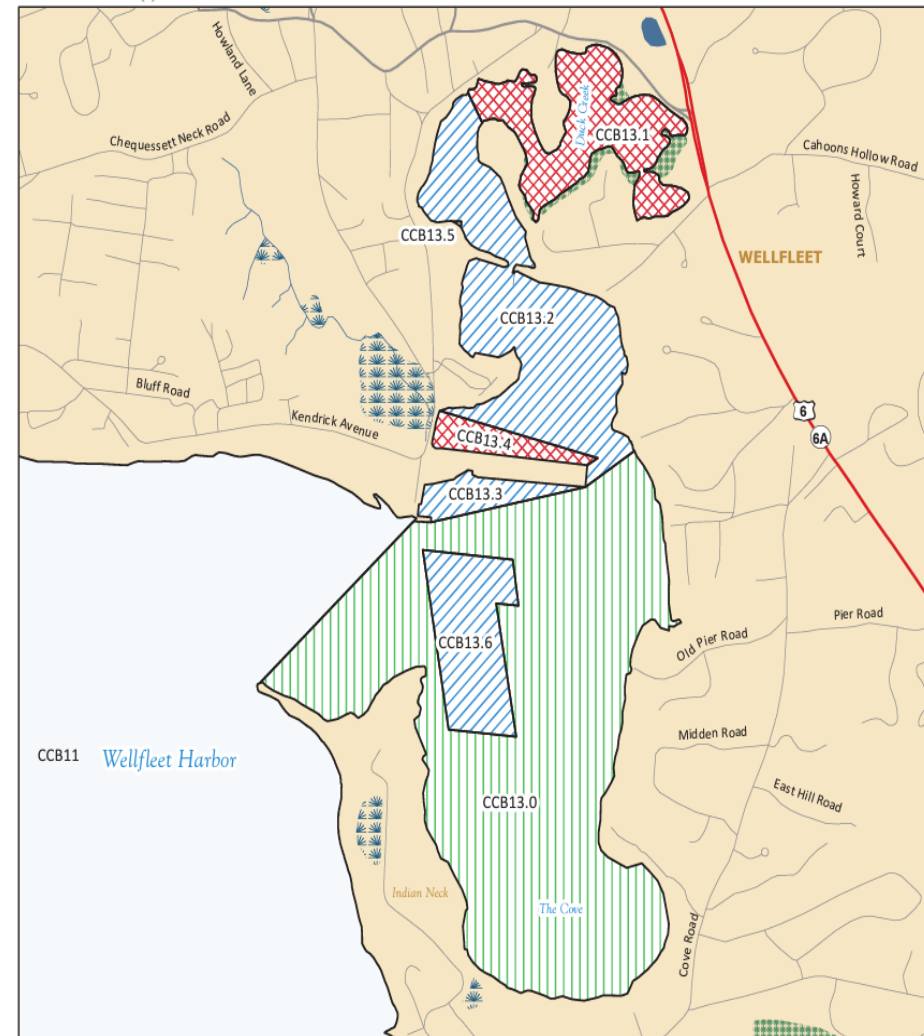 Howland Lane
Chequessett Neck Road
Duck Creek
CCB13.1
Cahoons Hollow Road
Howard Court
CCB13.5
WELLFLEET
CCB13.2
Bluff Road
Kendrick Avenue
6
6A
CCB13.4
CCB13.3
Pier Road
Old Pier Road
CCB13.6
Midden Road
CCB11
Wellfleet Harbor
East Hill Road
CCB13.0
Indian Neck
The Cove
Cove Road